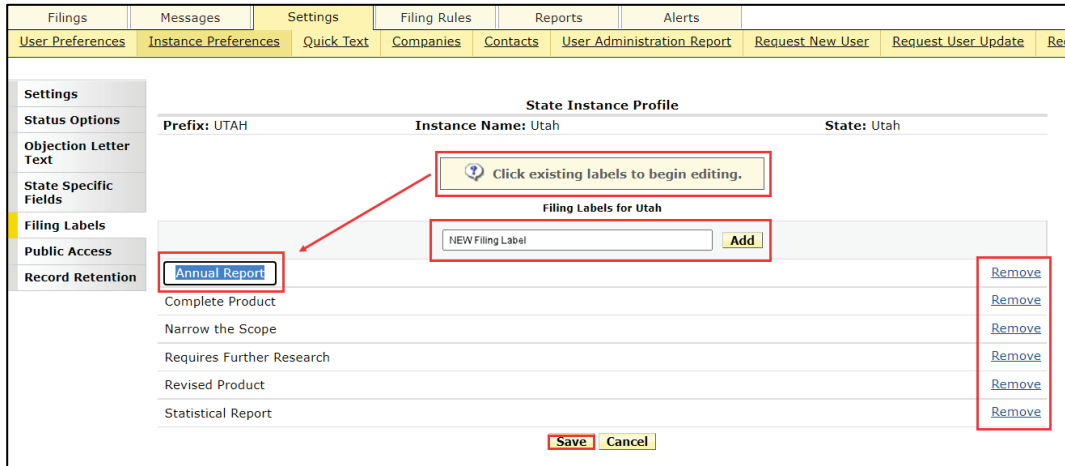 Filings Messages Settings Filing Rules Reports Alerts
User Preferences Instance Preferences Quick Text Companies Contacts User Administration Report Request New User Request User Update
Settings
Status Options
Objection Letter
Text
State Specific
Fields
Filing Labels
Public Access
Record Retention
State Instance Profile
Prefix: UTAH Instance Name: Utah State: Utah
Click existing labels to begin editing.
Filing Labels for Utah
NEW Filing Label Add
Annual Report Remove
Complete Product Remove
Narrow the Scope Remove
Requires Further Research Remove
Revised Product Remove
Statistical Report Remove
Save Cancel